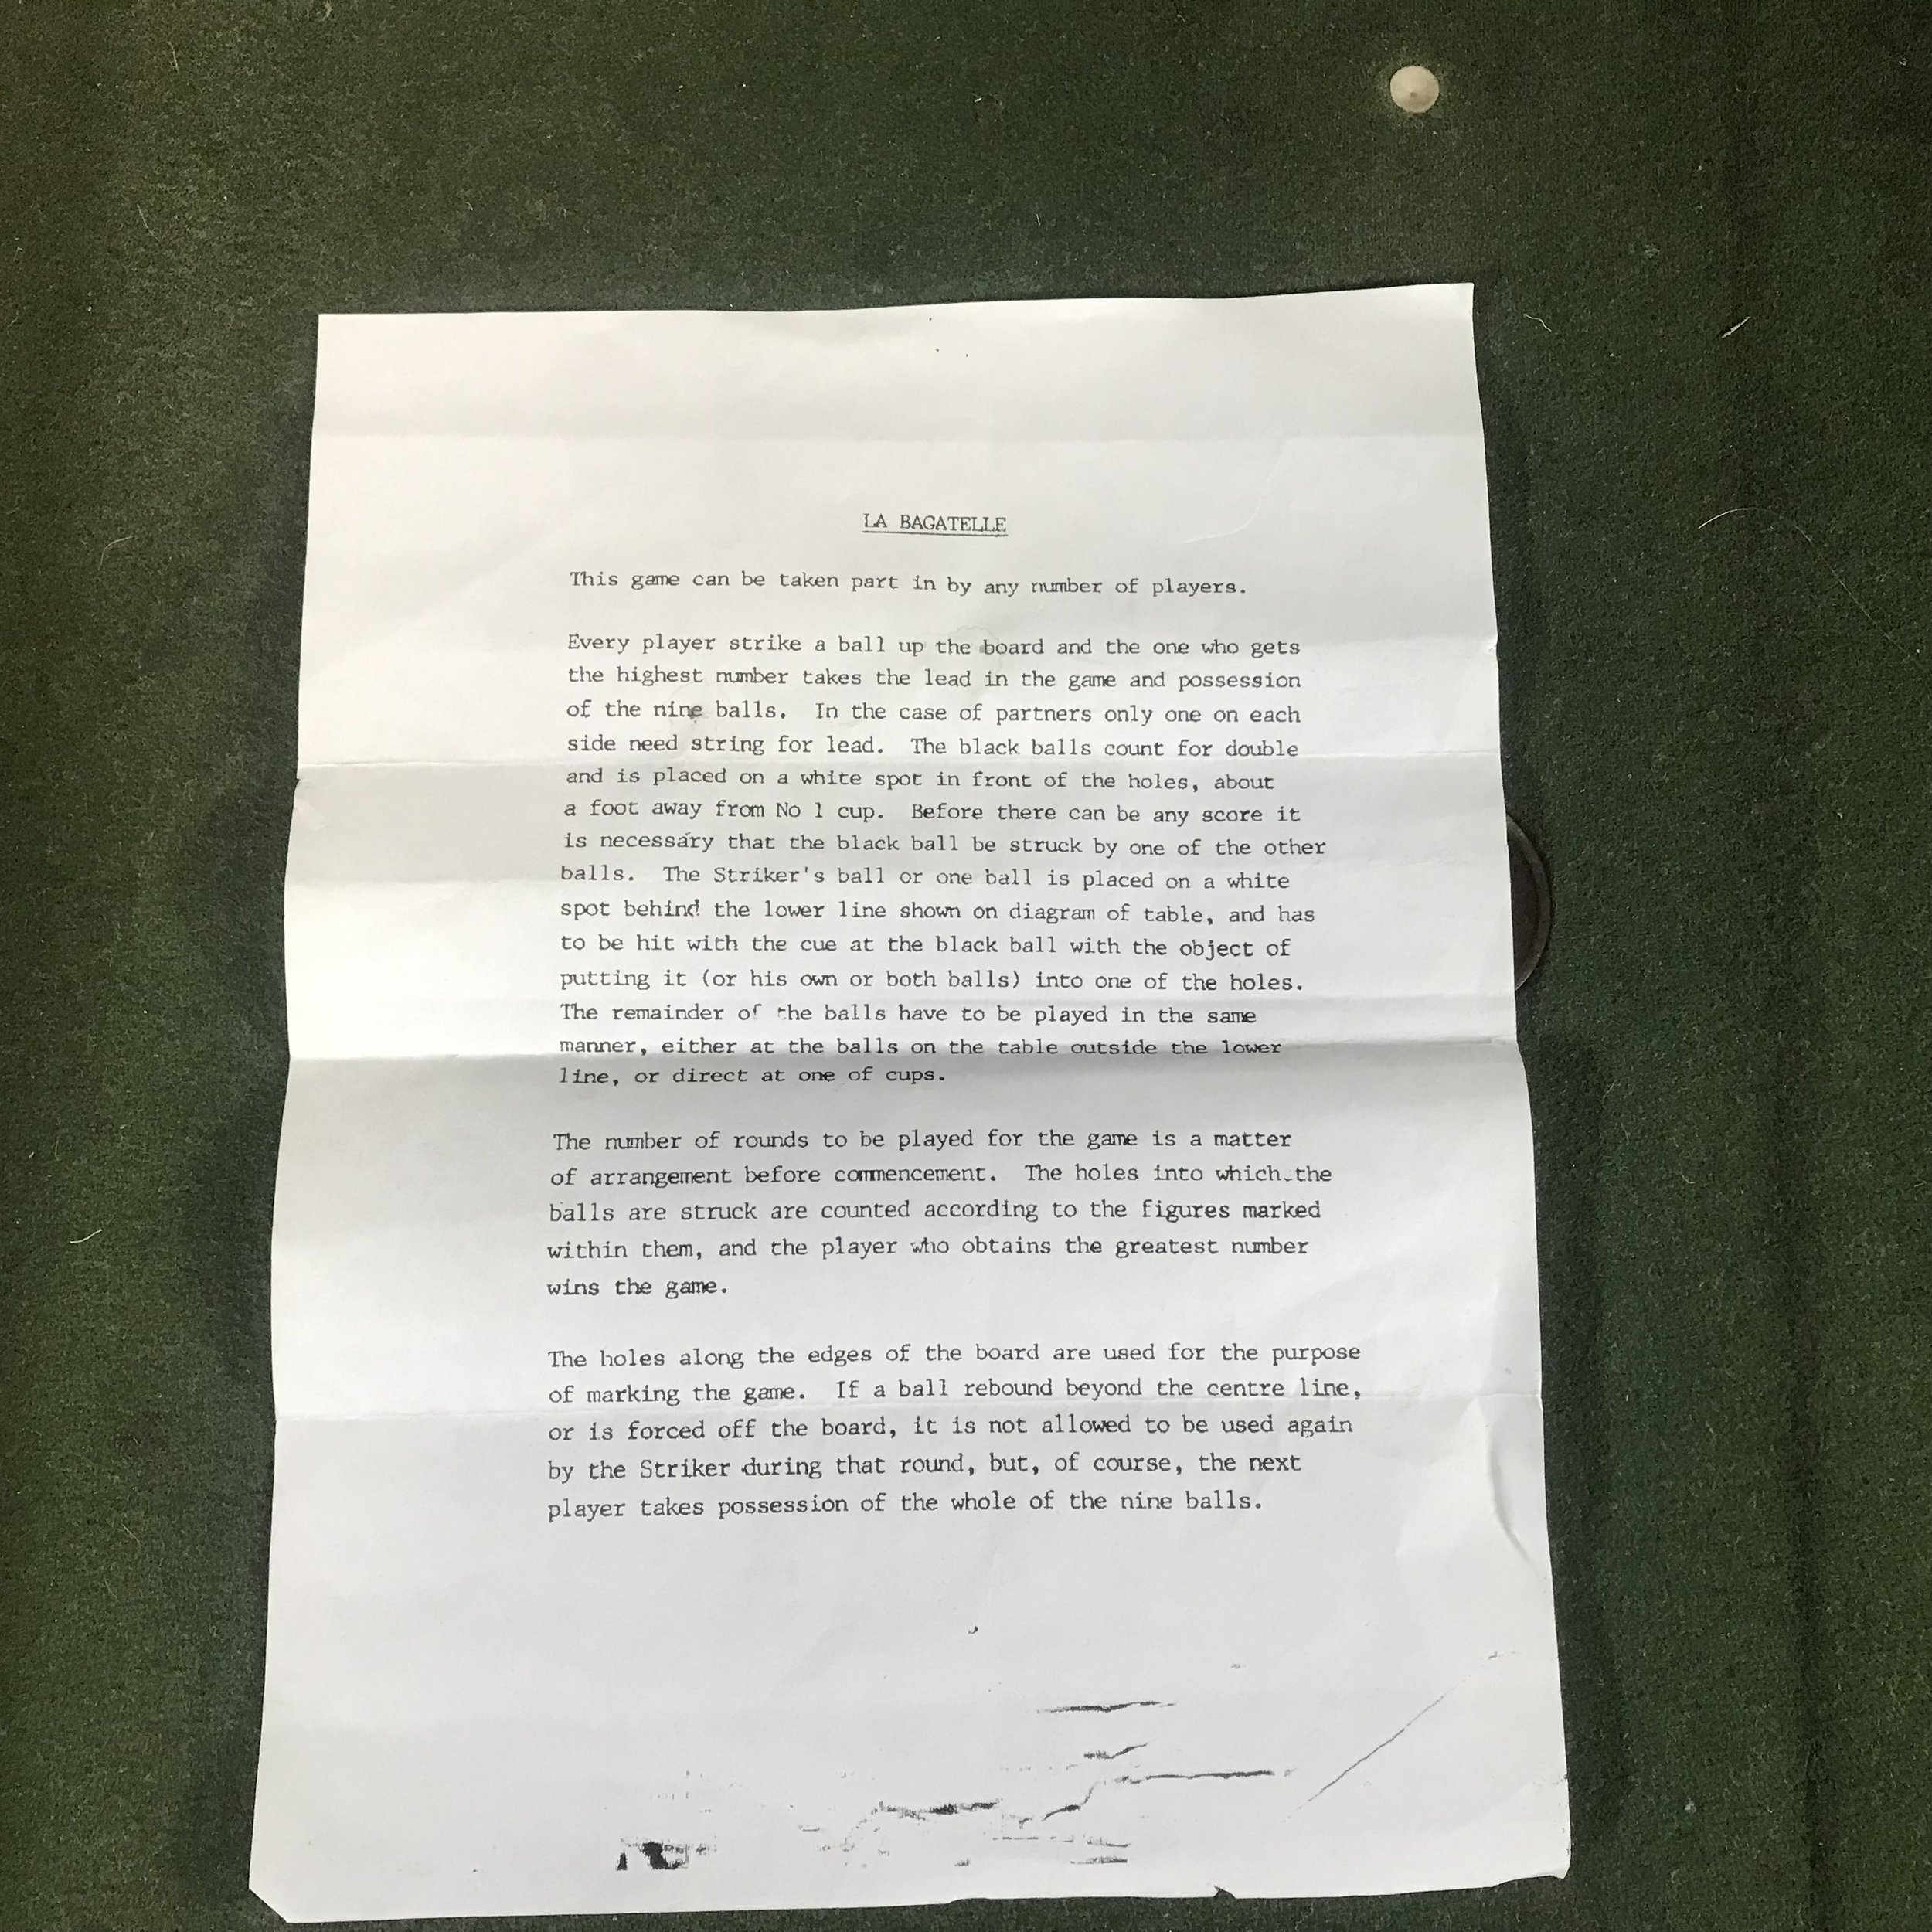 LA BAGATELLE
This game can be taken part in by any number of players.
Every player strike a ball up the board and the one who gets
the highest number takes the lead in the game and possession
of the nine balls. In the case of partners only one on each
side need string for lead. The black balls count for double
and is placed on a white spot in front of the holes, about
a foot away from No 1 cup. Before there can be any score it
is necessary that the black ball be struck by one of the other
balls. The Striker's ball or one ball is placed on a white
spot behind the lower line shown on diagram of table, and has
to be hit with the cue at the black ball with the object of
putting it (or his own or both balls) into one of the holes.
The remainder of the balls have to be played in the same
manner, either at the balls on the table outside the lower
line, or direct at one of cups.
The number of rounds to be played for the game is a matter
of arrangement before commencement. The holes into which the
balls are struck are counted according to the figures marked
within them, and the player who obtains the greatest number
wins the game.
The holes along the edges of the board are used for the purpose
of marking the game. If a ball rebound beyond the centre line,
or is forced off the board, it is not allowed to be used again
by the Striker during that round, but, of course, the next
player takes possession of the whole of the nine balls.